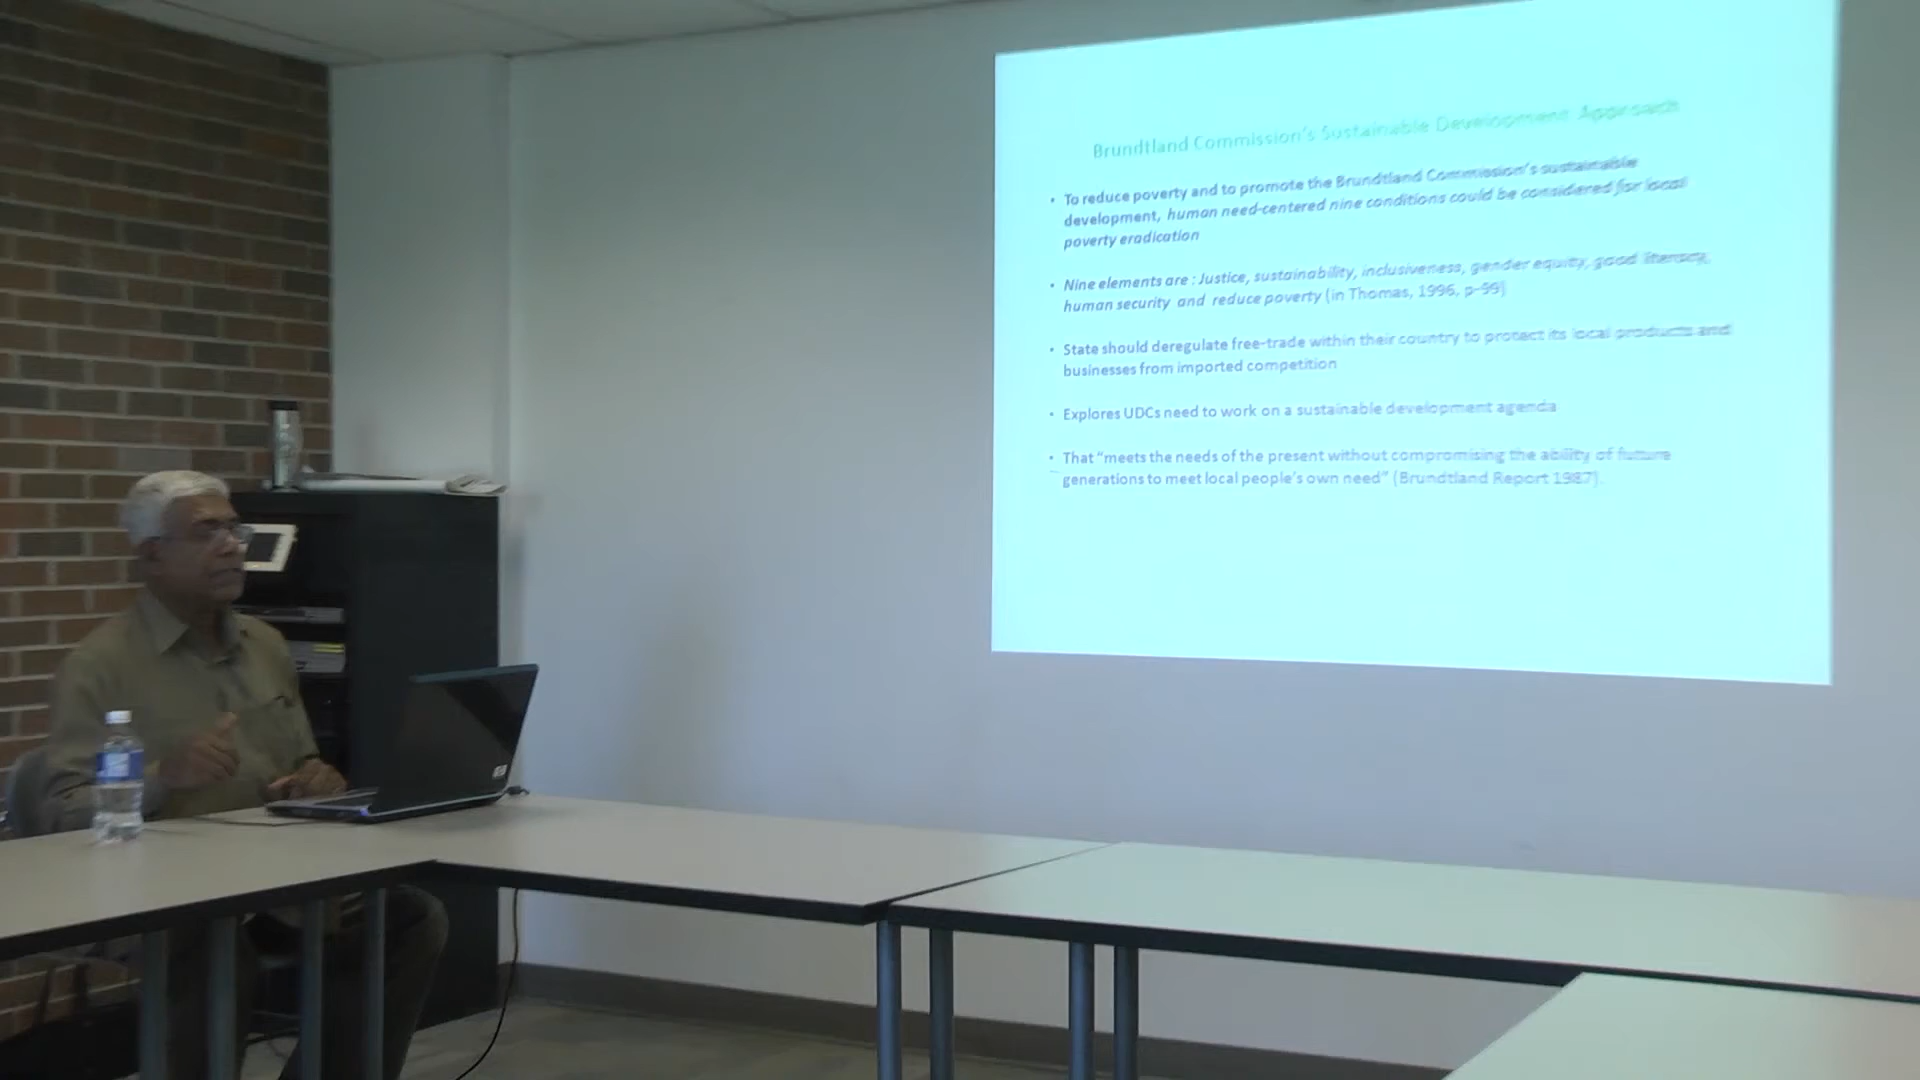 Brundtland Commission's Sustainable Development Approach
• To reduce poverty and to promote the Brundtland Commission's sustainable
development, human need-centered nine conditions could be considered for local
poverty eradication
• Nine elements are : Justice, sustainability, inclusiveness, gender equity, good literacy,
human security and reduce poverty (in Thomas, 1996, p-99)
• State should deregulate free-trade within their country to protect its local products and
businesses from imported competition
• Explores UDCs need to work on a sustainable development agenda
• That “meets the needs of the present without compromising the ability of future
generations to meet local people's own need” (Brundtland Report 1987).
hp